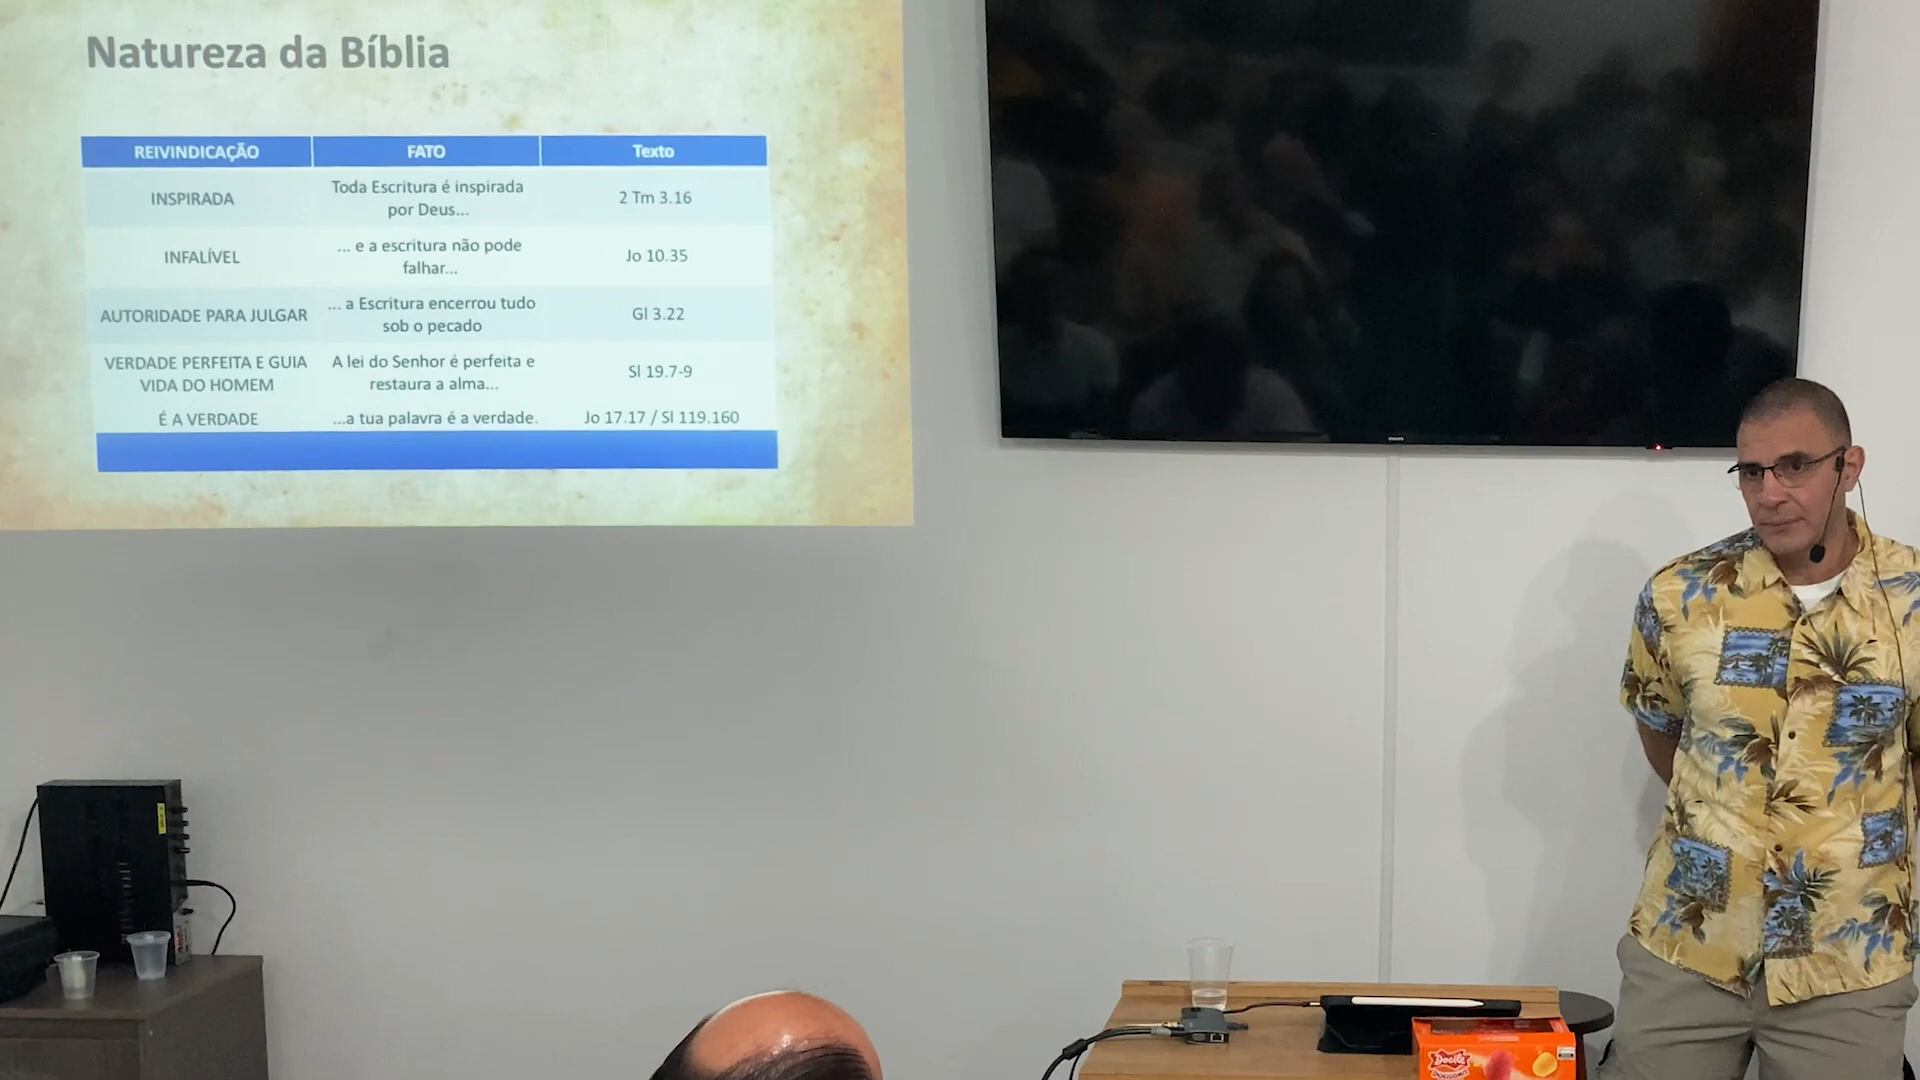 Natureza da Bíblia
REIVINDICAÇÃO FATO Texto
INSPIRADA Toda Escritura é inspirada por Deus... 2 Tm 3.16
INFALÍVEL ... e a escritura não pode falhar... Jo 10.35
AUTORIDADE PARA JULGAR ... a Escritura encerrou tudo sob o pecado Gl 3.22
VERDADE PERFEITA E GUIA VIDA DO HOMEM A lei do Senhor é perfeita e restaura a alma... Sl 19.7-9
É A VERDADE ...a tua palavra é a verdade. Jo 17.17 / Sl 119.160
PHILIPS
Docile